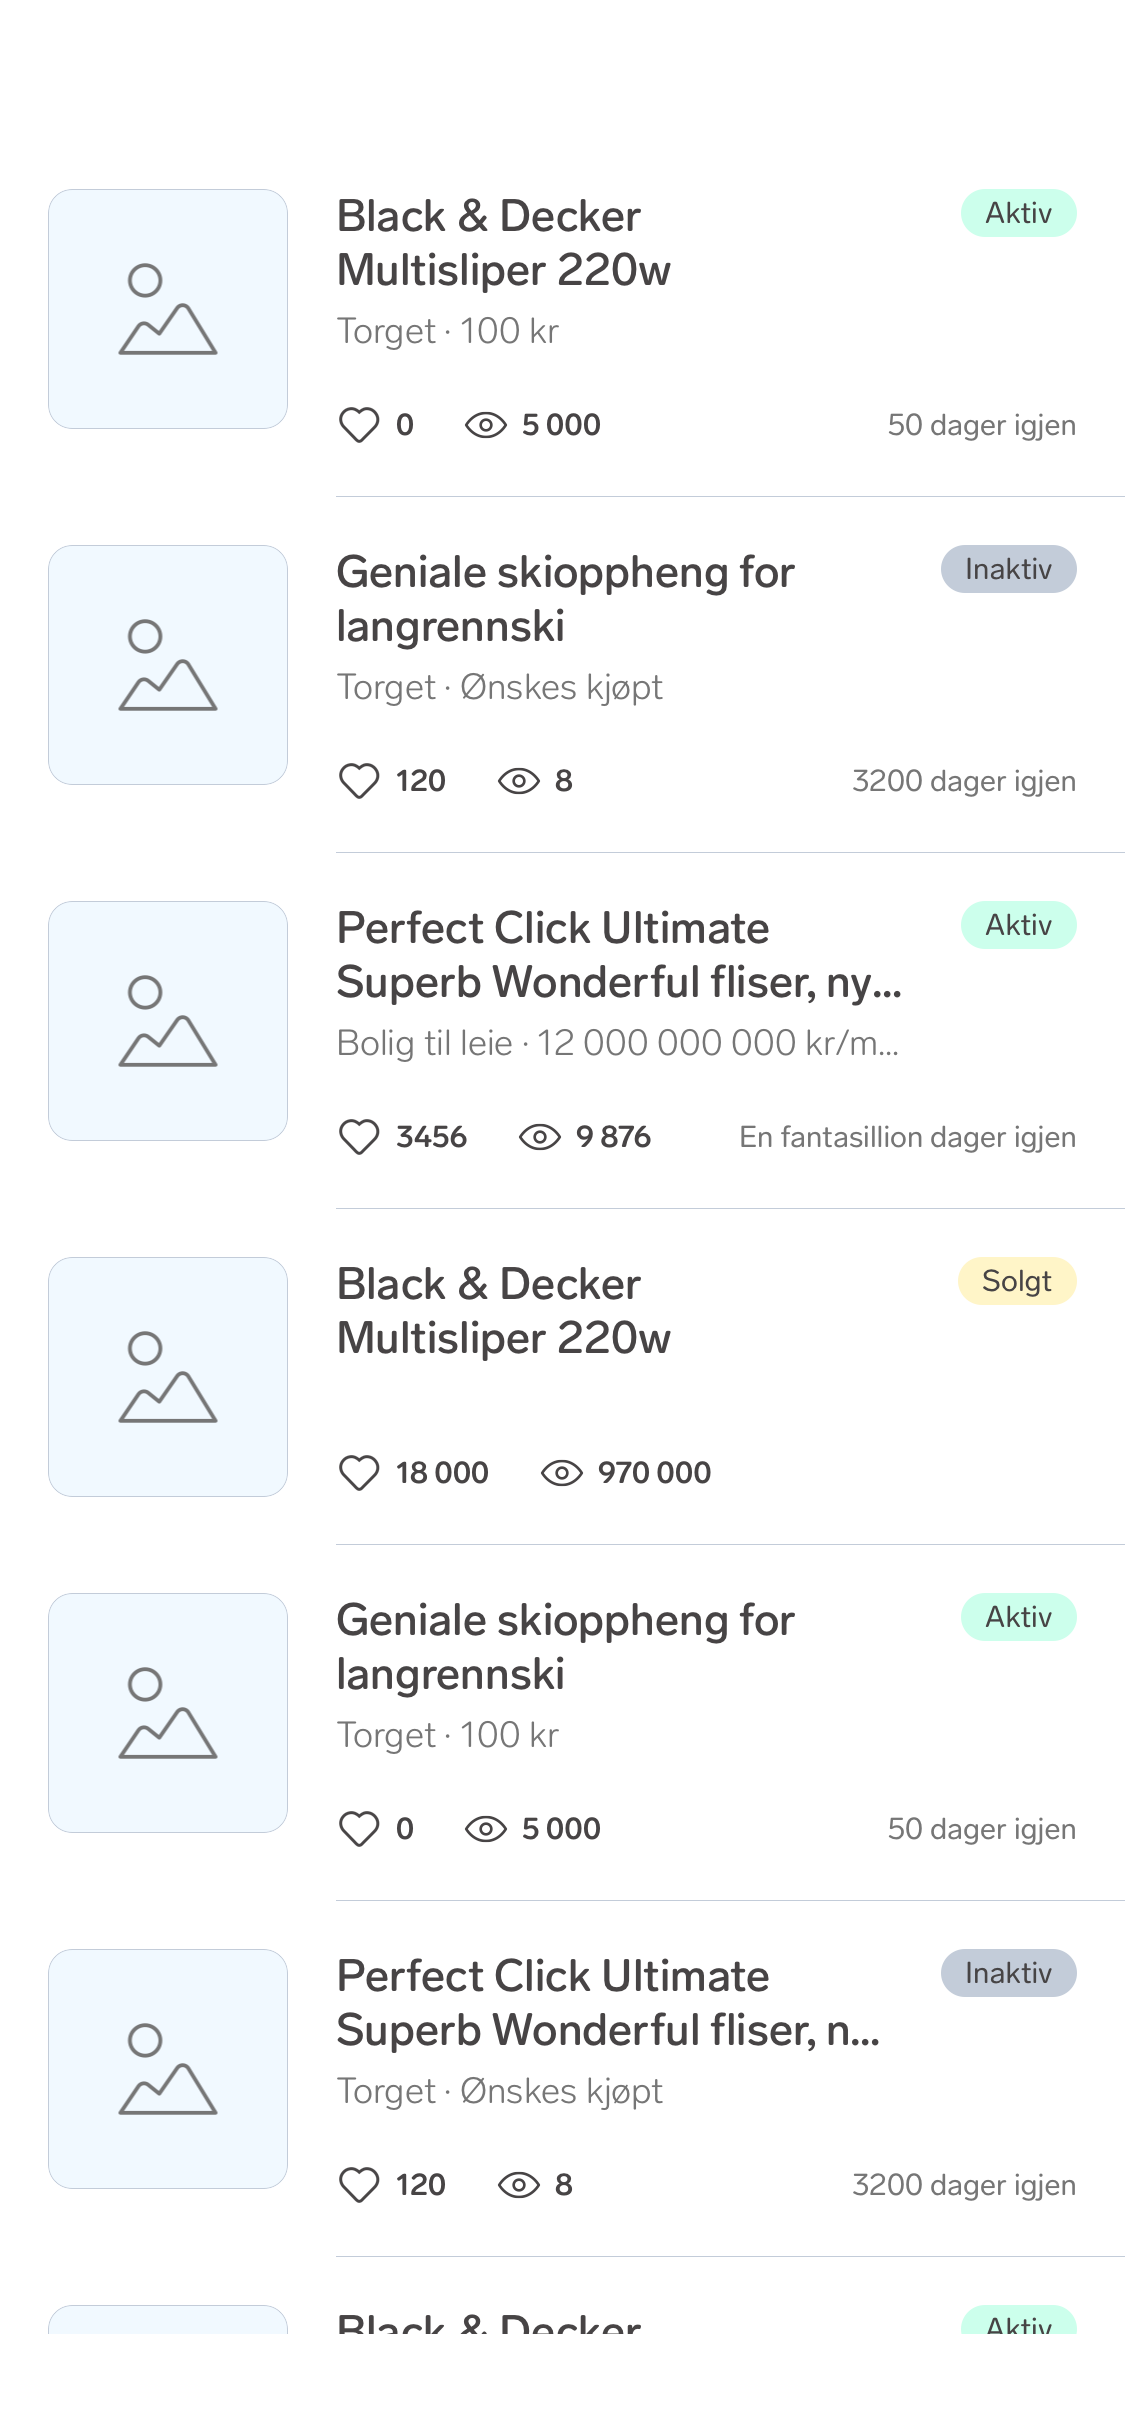 Black & Decker
Multisliper 220w
Aktiv
Torget · 100 kr
0 5 000 50 dager igjen
Geniale skioppheng for
langrennski
Inaktiv
Torget · Ønskes kjøpt
120 8 3200 dager igjen
Perfect Click Ultimate
Superb Wonderful fliser, ny...
Aktiv
Bolig til leie · 12 000 000 000 kr/m...
3456 9 876 En fantasillion dager igjen
Black & Decker
Multisliper 220w
Solgt
18 000 970 000
Geniale skioppheng for
langrennski
Aktiv
Torget · 100 kr
0 5 000 50 dager igjen
Perfect Click Ultimate
Superb Wonderful fliser, n...
Inaktiv
Torget · Ønskes kjøpt
120 8 3200 dager igjen
Black & Decker
Aktiv